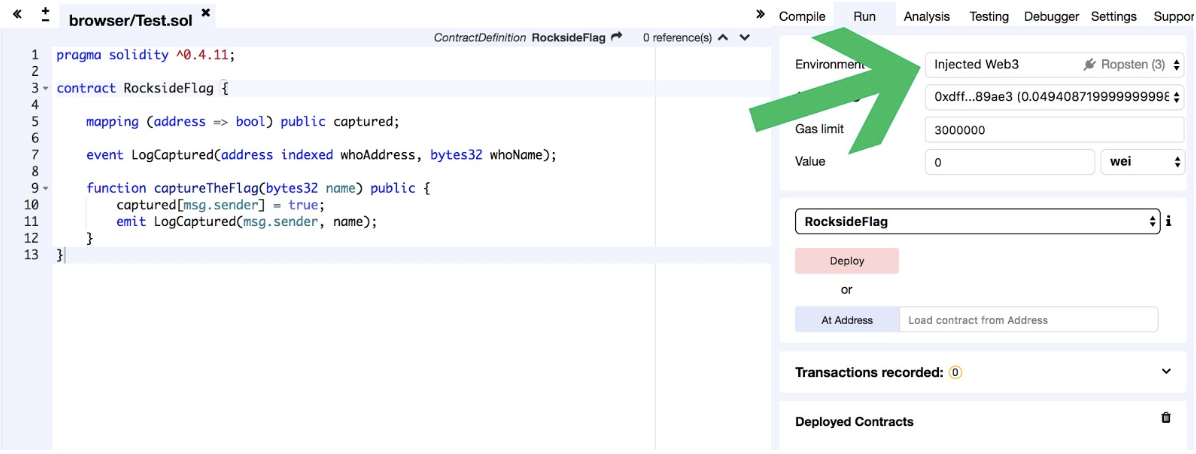 « + - browser/Test.sol ×
» Compile Run Analysis Testing Debugger Settings Suppor
ContractDefinition RocksideFlag 0 reference(s)
1 pragma solidity ^0.4.11;
2
3 contract RocksideFlag {
4
5 mapping (address => bool) public captured;
6
7 event LogCaptured(address indexed whoAddress, bytes32 whoName);
8
9 function captureTheFlag(bytes32 name) public {
10 captured[msg.sender] = true;
11 emit LogCaptured(msg.sender, name);
12 }
13 }
Environment Injected Web3 Ropsten (3)
0xdff...89ae3 (0.04940871999999999998
Gas limit 3000000
Value 0 wei
RocksideFlag i
Deploy
or
At Address Load contract from Address
Transactions recorded: 0
Deployed Contracts